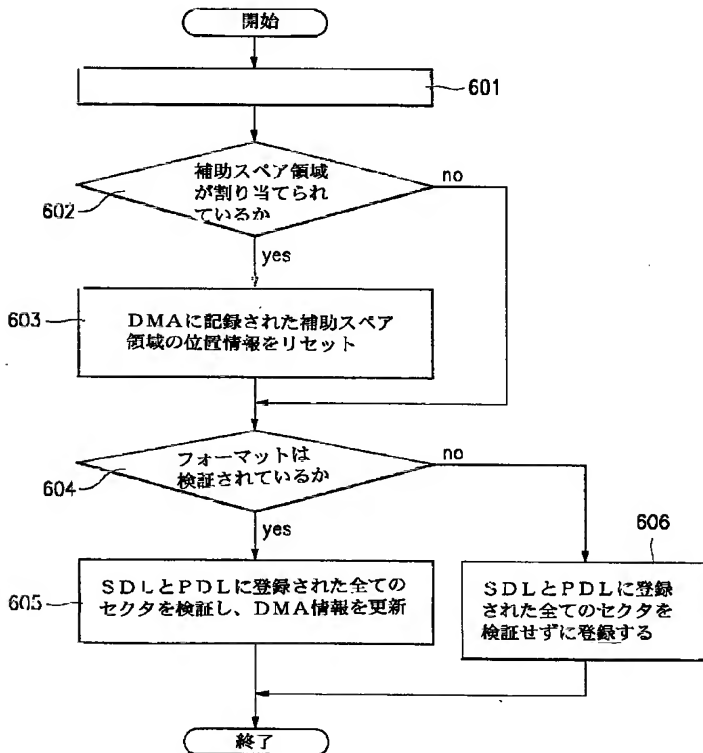 開始
601
補助スペア領域
が割り当てられ
ているか
no
602
yes
603
DMAに記録された補助スペア
領域の位置情報をリセット
フォーマットは
検証されているか
no
604
yes
606
605
SDLとPDLに登録された全ての
セクタを検証し、DMA情報を更新
SDLとPDLに登録
された全てのセクタを
検証せずに登録する
終了